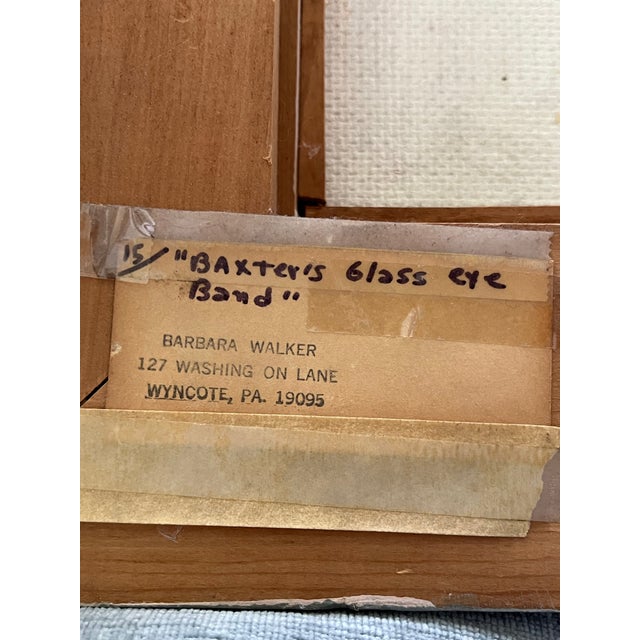 15/ "BAxter's Glass eye
Band"
BARBARA WALKER
127 WASHING ON LANE
WYNCOTE, PA. 19095